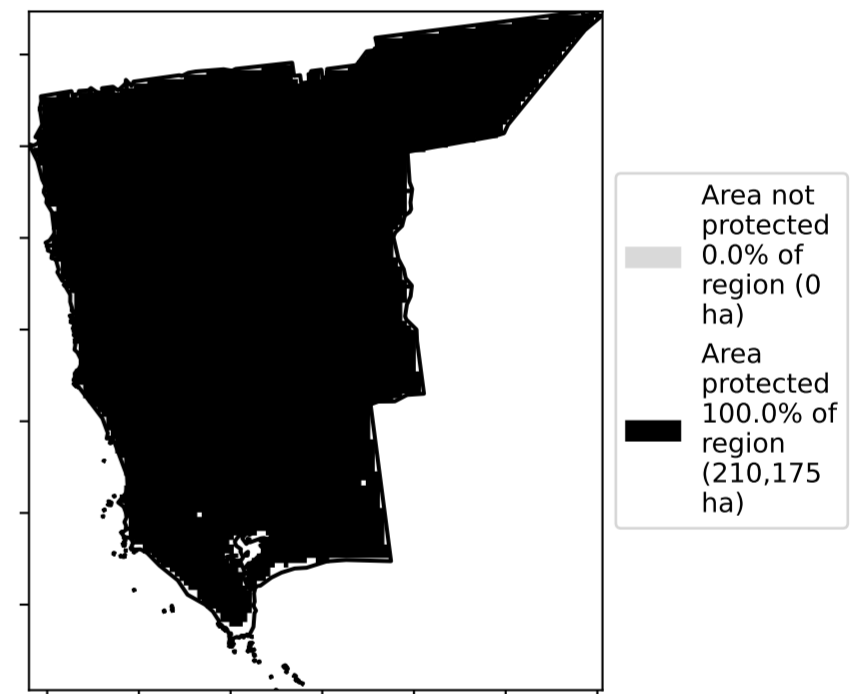 Area not
protected
0.0% of
region (0
ha)
Area
protected
100.0% of
region
(210,175
ha)